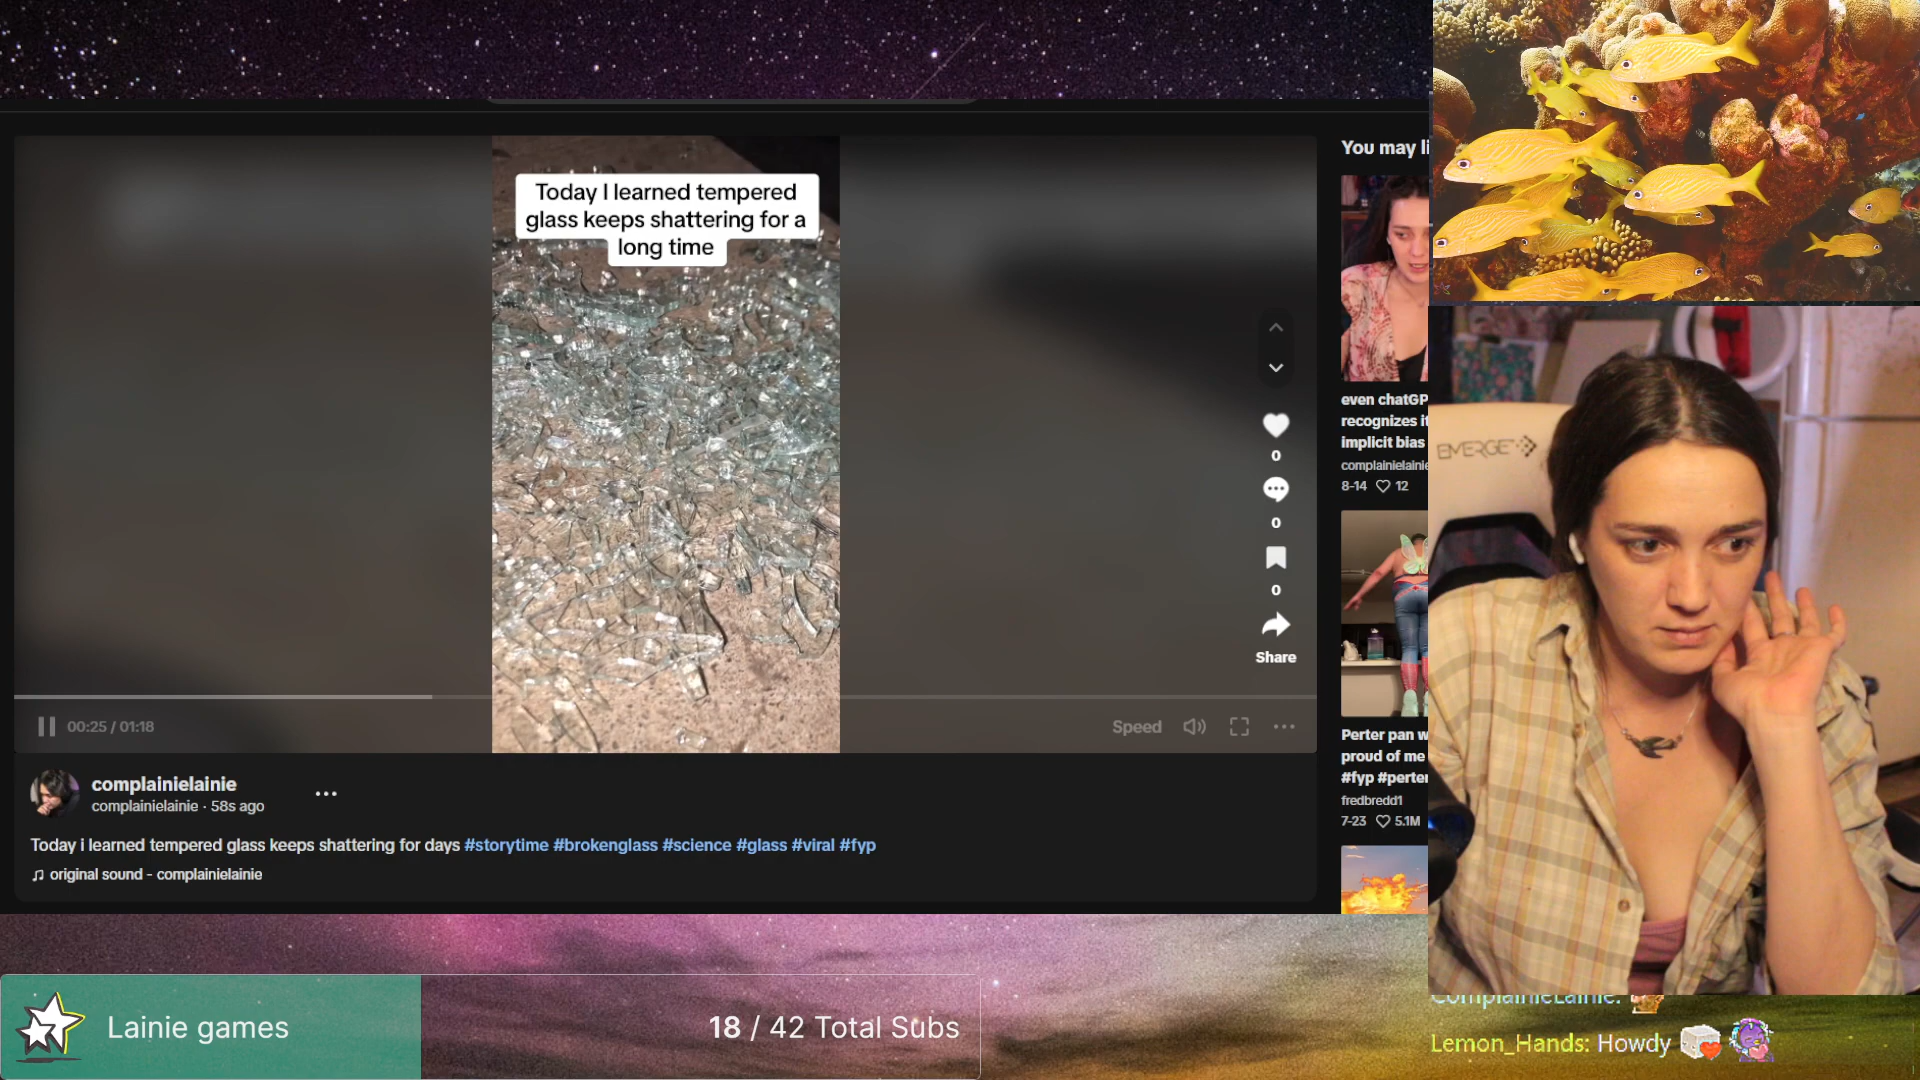 Today I learned tempered
glass keeps shattering for a
long time
You may li
even chatGP
recognizes it
implicit bias
complainielainie
8-14 12
Perter pan w
proud of me
#fyp #perter
fredbredd1
7-23 5.1M
0
0
0
Share
00:25 / 01:18
Speed
complainielainie
complainielainie · 58s ago
Today i learned tempered glass keeps shattering for days #storytime #brokenglass #science #glass #viral #fyp
original sound - complainielainie
EMERGE
Lainie games
18 / 42 Total Subs
ComplainieLainie:
Lemon_Hands: Howdy